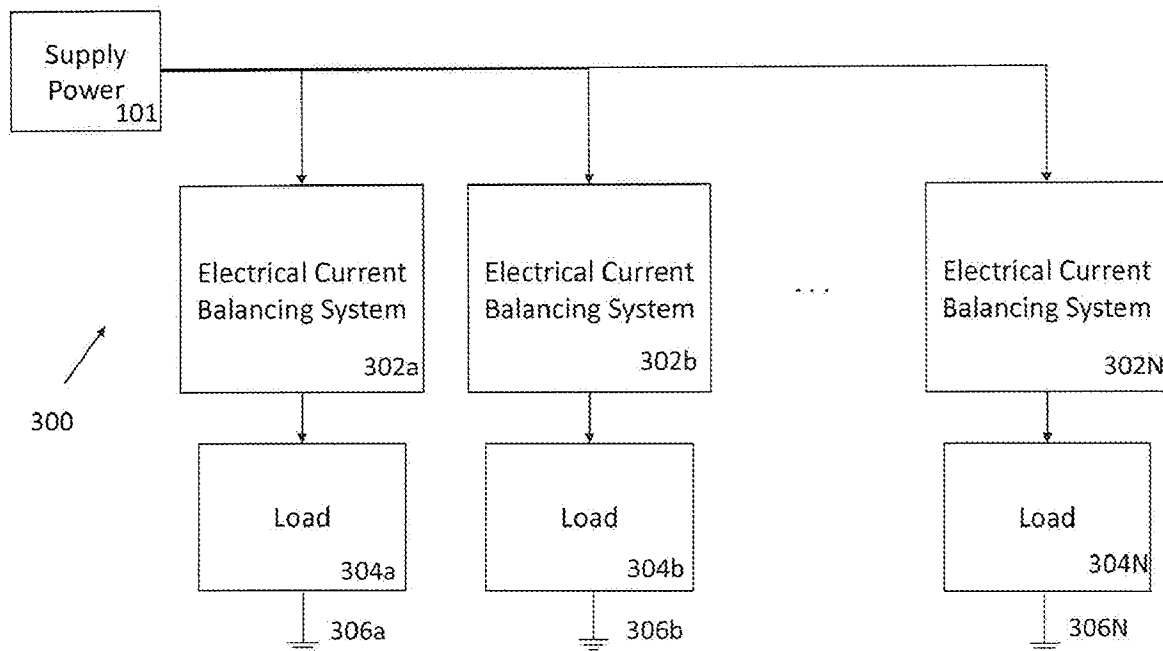 Supply
Power
101
Electrical Current
Balancing System
302a
Electrical Current
Balancing System
302b
...
Electrical Current
Balancing System
302N
300
Load
304a
Load
304b
Load
304N
306a
306b
306N